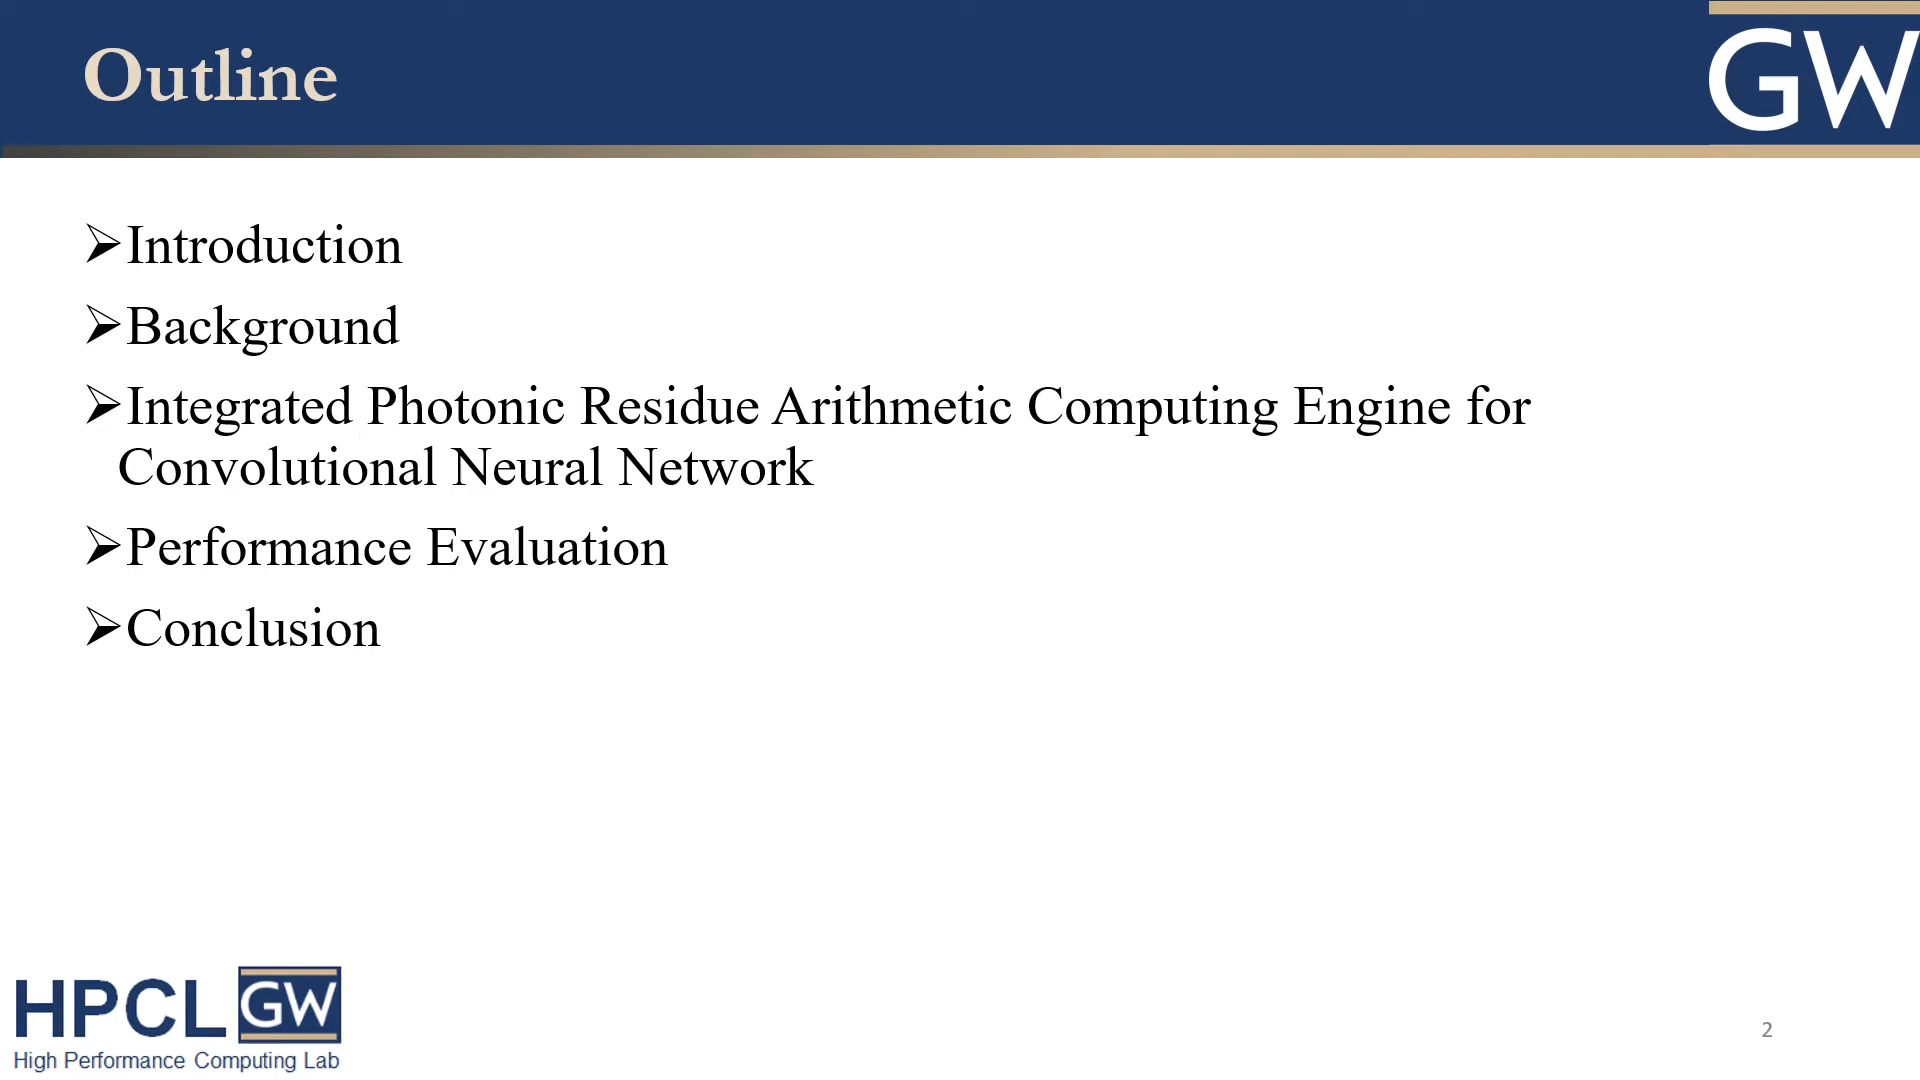 Outline
GW
➢Introduction
➢Background
➢Integrated Photonic Residue Arithmetic Computing Engine for
Convolutional Neural Network
➢Performance Evaluation
➢Conclusion
HPCL GW
High Performance Computing Lab
2